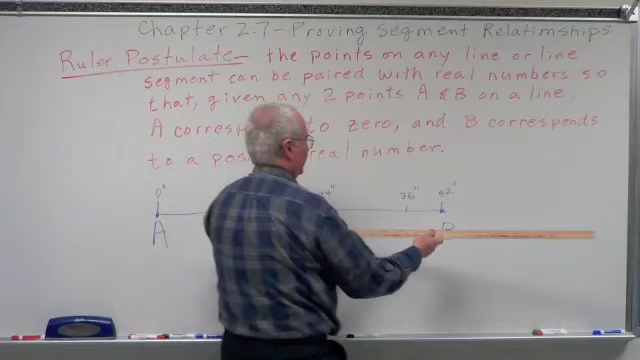 Chapter 2.7-Proving Segment Relationships
Ruler Postulate- the points on any line or line
segment can be paired with real numbers so
that, given any 2 points A & B on a line,
A corresp to zero, and B corresponds
to a pos real number.
0" 36" 42"
A B